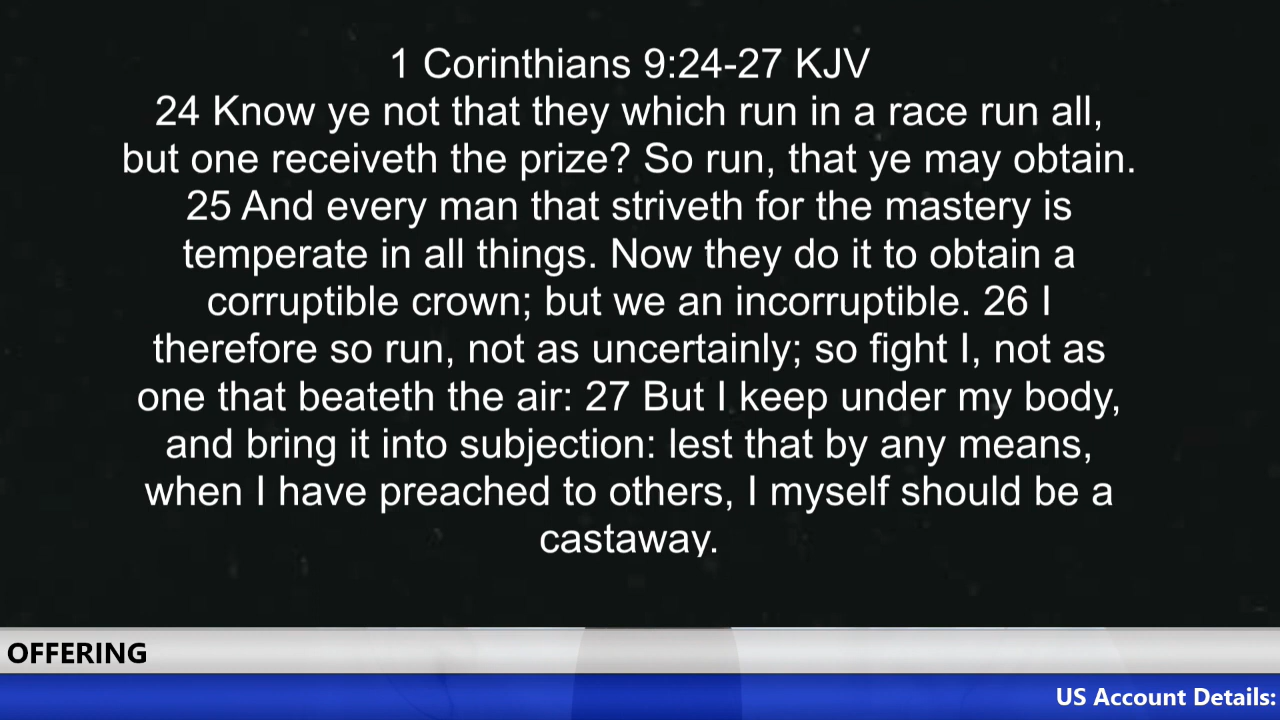 1 Corinthians 9:24-27 KJV
24 Know ye not that they which run in a race run all,
but one receiveth the prize? So run, that ye may obtain.
25 And every man that striveth for the mastery is
temperate in all things. Now they do it to obtain a
corruptible crown; but we an incorruptible. 26 I
therefore so run, not as uncertainly; so fight I, not as
one that beateth the air: 27 But I keep under my body,
and bring it into subjection: lest that by any means,
when I have preached to others, I myself should be a
castaway.
OFFERING
US Account Details: